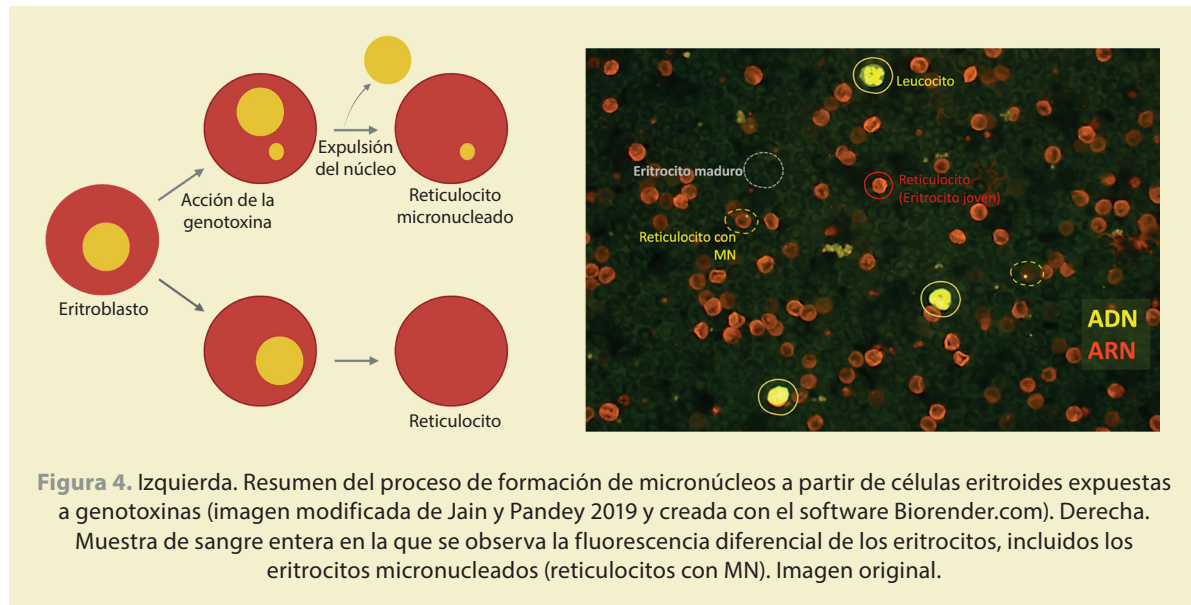 Eritroblasto
Acción de la
genotoxina
Expulsión
del núcleo
Reticulocito
micronucleado
Reticulocito
Leucocito
Eritrocito maduro
Reticulocito
(Eritrocito joven)
Reticulocito con
MN
ADN
ARN
Figura 4. Izquierda. Resumen del proceso de formación de micronúcleos a partir de células eritroides expuestas
a genotoxinas (imagen modificada de Jain y Pandey 2019 y creada con el software Biorender.com). Derecha.
Muestra de sangre entera en la que se observa la fluorescencia diferencial de los eritrocitos, incluidos los
eritrocitos micronucleados (reticulocitos con MN). Imagen original.